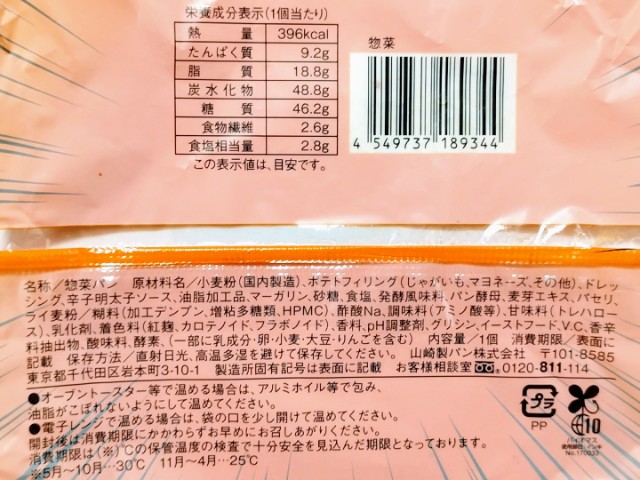 栄養成分表示(1個当たり)
熱量 396kcal
たんぱく質 9.2g
脂質 18.8g
炭水化物 48.8g
糖質 46.2g
食物繊維 2.6g
食塩相当量 2.8g
この表示値は、目安です。
惣菜
4 549737 189344
名称/惣菜パン 原材料名/小麦粉(国内製造)、ポテトフィリング(じゃがいも、マヨネーズ、その他)、ドレ
ッシング、辛子明太子ソース、油脂加工品、マーガリン、砂糖、食塩、発酵風味料、パン酵母、麦芽エキス、パセリ、
ライ麦粉/糊料(加工デンプン、増粘多糖類、HPMC)、酢酸Na、調味料(アミノ酸等)、甘味料(トレハロー
ス)、乳化剤、着色料(紅麹、カロテノイド、フラボノイド)、香料、pH調整剤、グリシン、イーストフード、V.C、香辛
料抽出物、酸味料、酵素、(一部に乳成分・卵・小麦・大豆・りんごを含む) 内容量/1個 消費期限/表面に
記載 保存方法/直射日光、高温多湿を避けて保存してください。 山崎製パン株式会社 〒101-8585
東京都千代田区岩本町3-10-1 製造所固有記号は表面に記載 お客様相談室 0120-811-114
●オーブントースター等で温める場合は、アルミホイル等で包み、
油脂がこぼれないようにして温めてください。
●電子レンジで温める場合は、袋の口を少し開けて温めてください。
開封後は消費期限にかかわらずお早めにお召しあがりください。
消費期限は(※)℃の保管温度の検査で十分安全を見込んだ期限となっております。
※5月~10月…30℃ 11月~4月…25℃
プラ
PP
10
バイオマス
No.170033